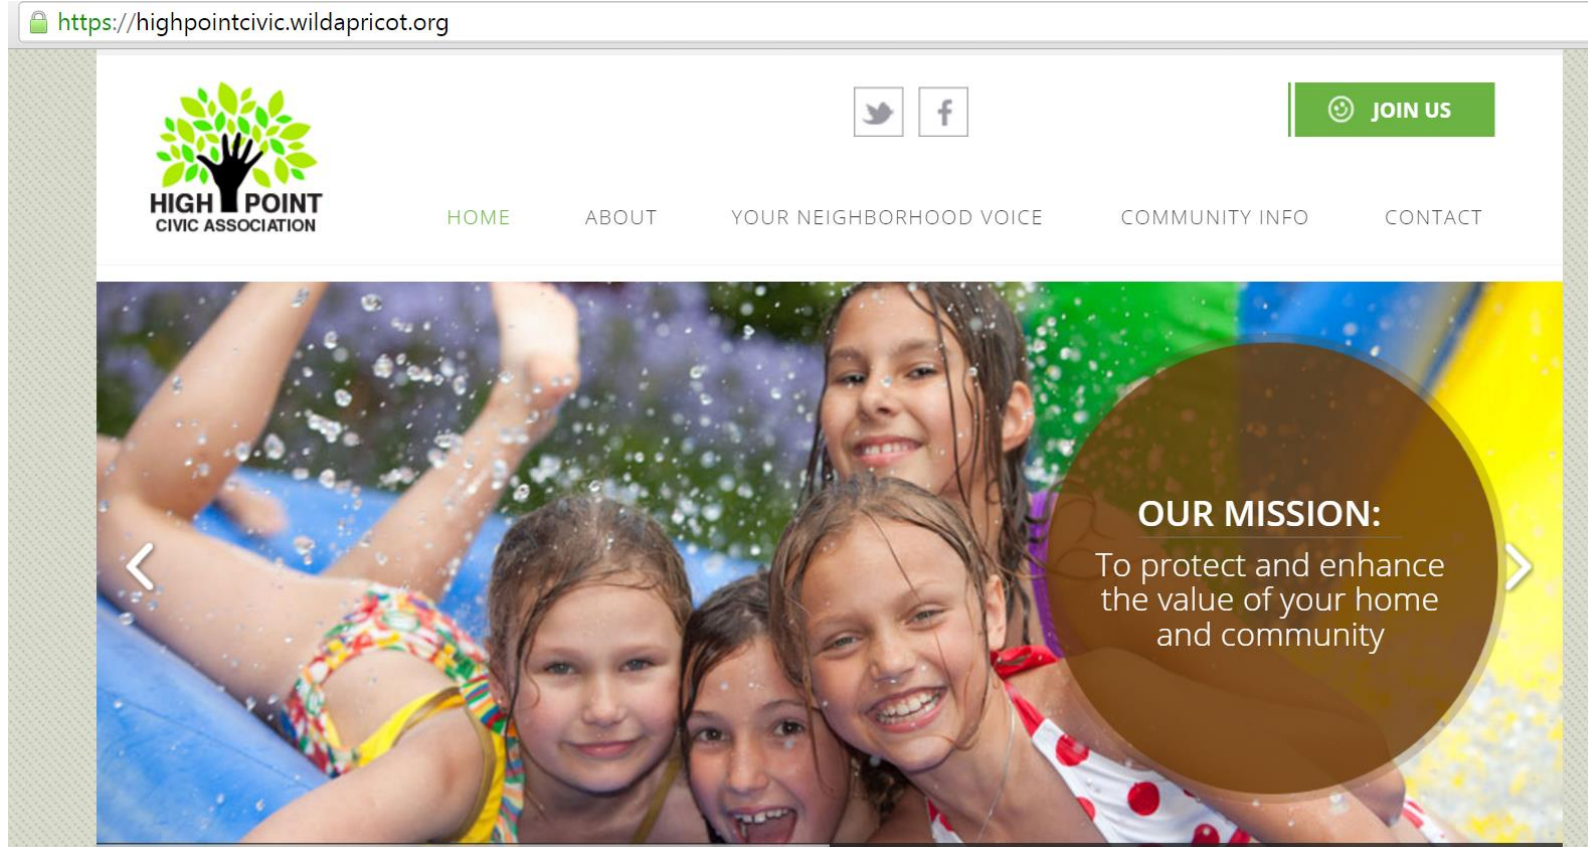 https://highpointcivic.wildapricot.org
JOIN US
HIGH POINT
CIVIC ASSOCIATION
HOME ABOUT YOUR NEIGHBORHOOD VOICE COMMUNITY INFO CONTACT
OUR MISSION:
To protect and enhance
the value of your home
and community